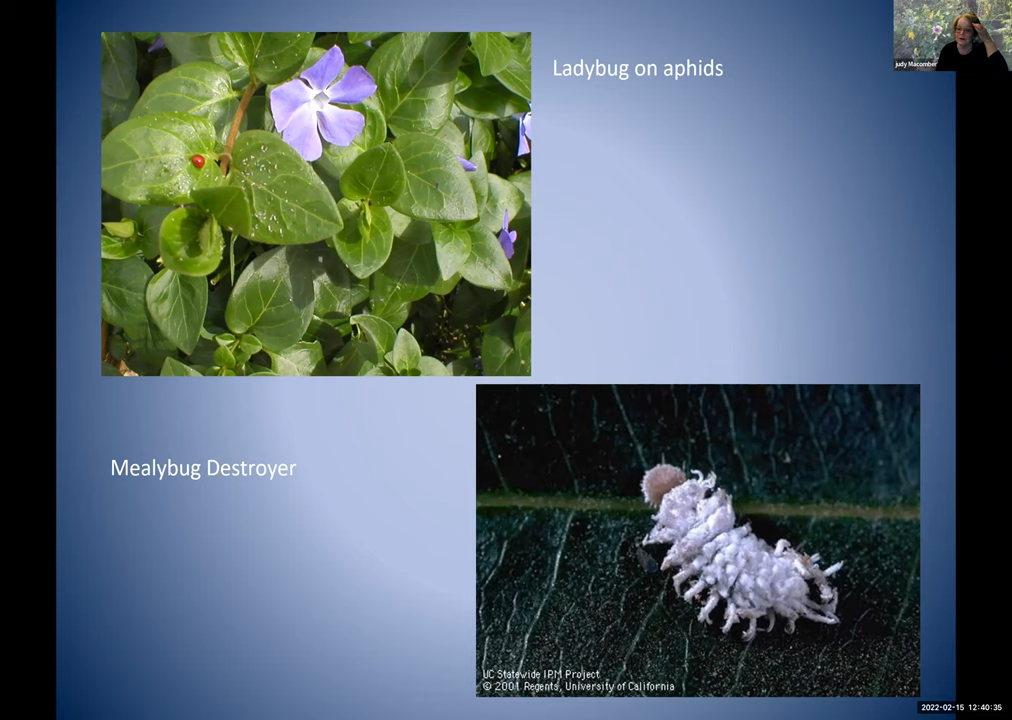 Ladybug on aphids
judy Macomber
Mealybug Destroyer
UC Statewide IPM Project
© 2001 Regents, University of California
2022-02-15 12:40:35